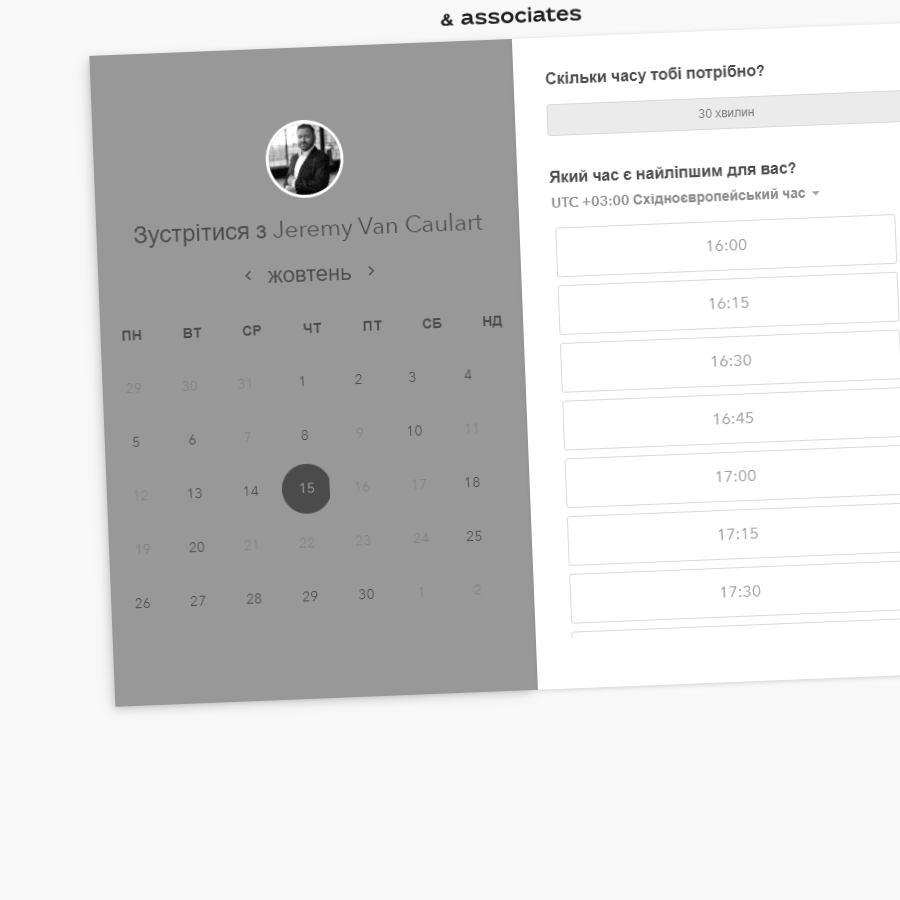 & associates
Зустрітися з Jeremy Van Caulart
< жовтень >
ПН ВТ СР ЧТ ПТ СБ НД
29 30 31 1 2 3 4
5 6 7 8 9 10 11
12 13 14 15 16 17 18
19 20 21 22 23 24 25
26 27 28 29 30 1 2
Скільки часу тобі потрібно?
30 хвилин
Який час є найліпшим для вас?
UTC +03:00 Східноєвропейський час
16:00
16:15
16:30
16:45
17:00
17:15
17:30